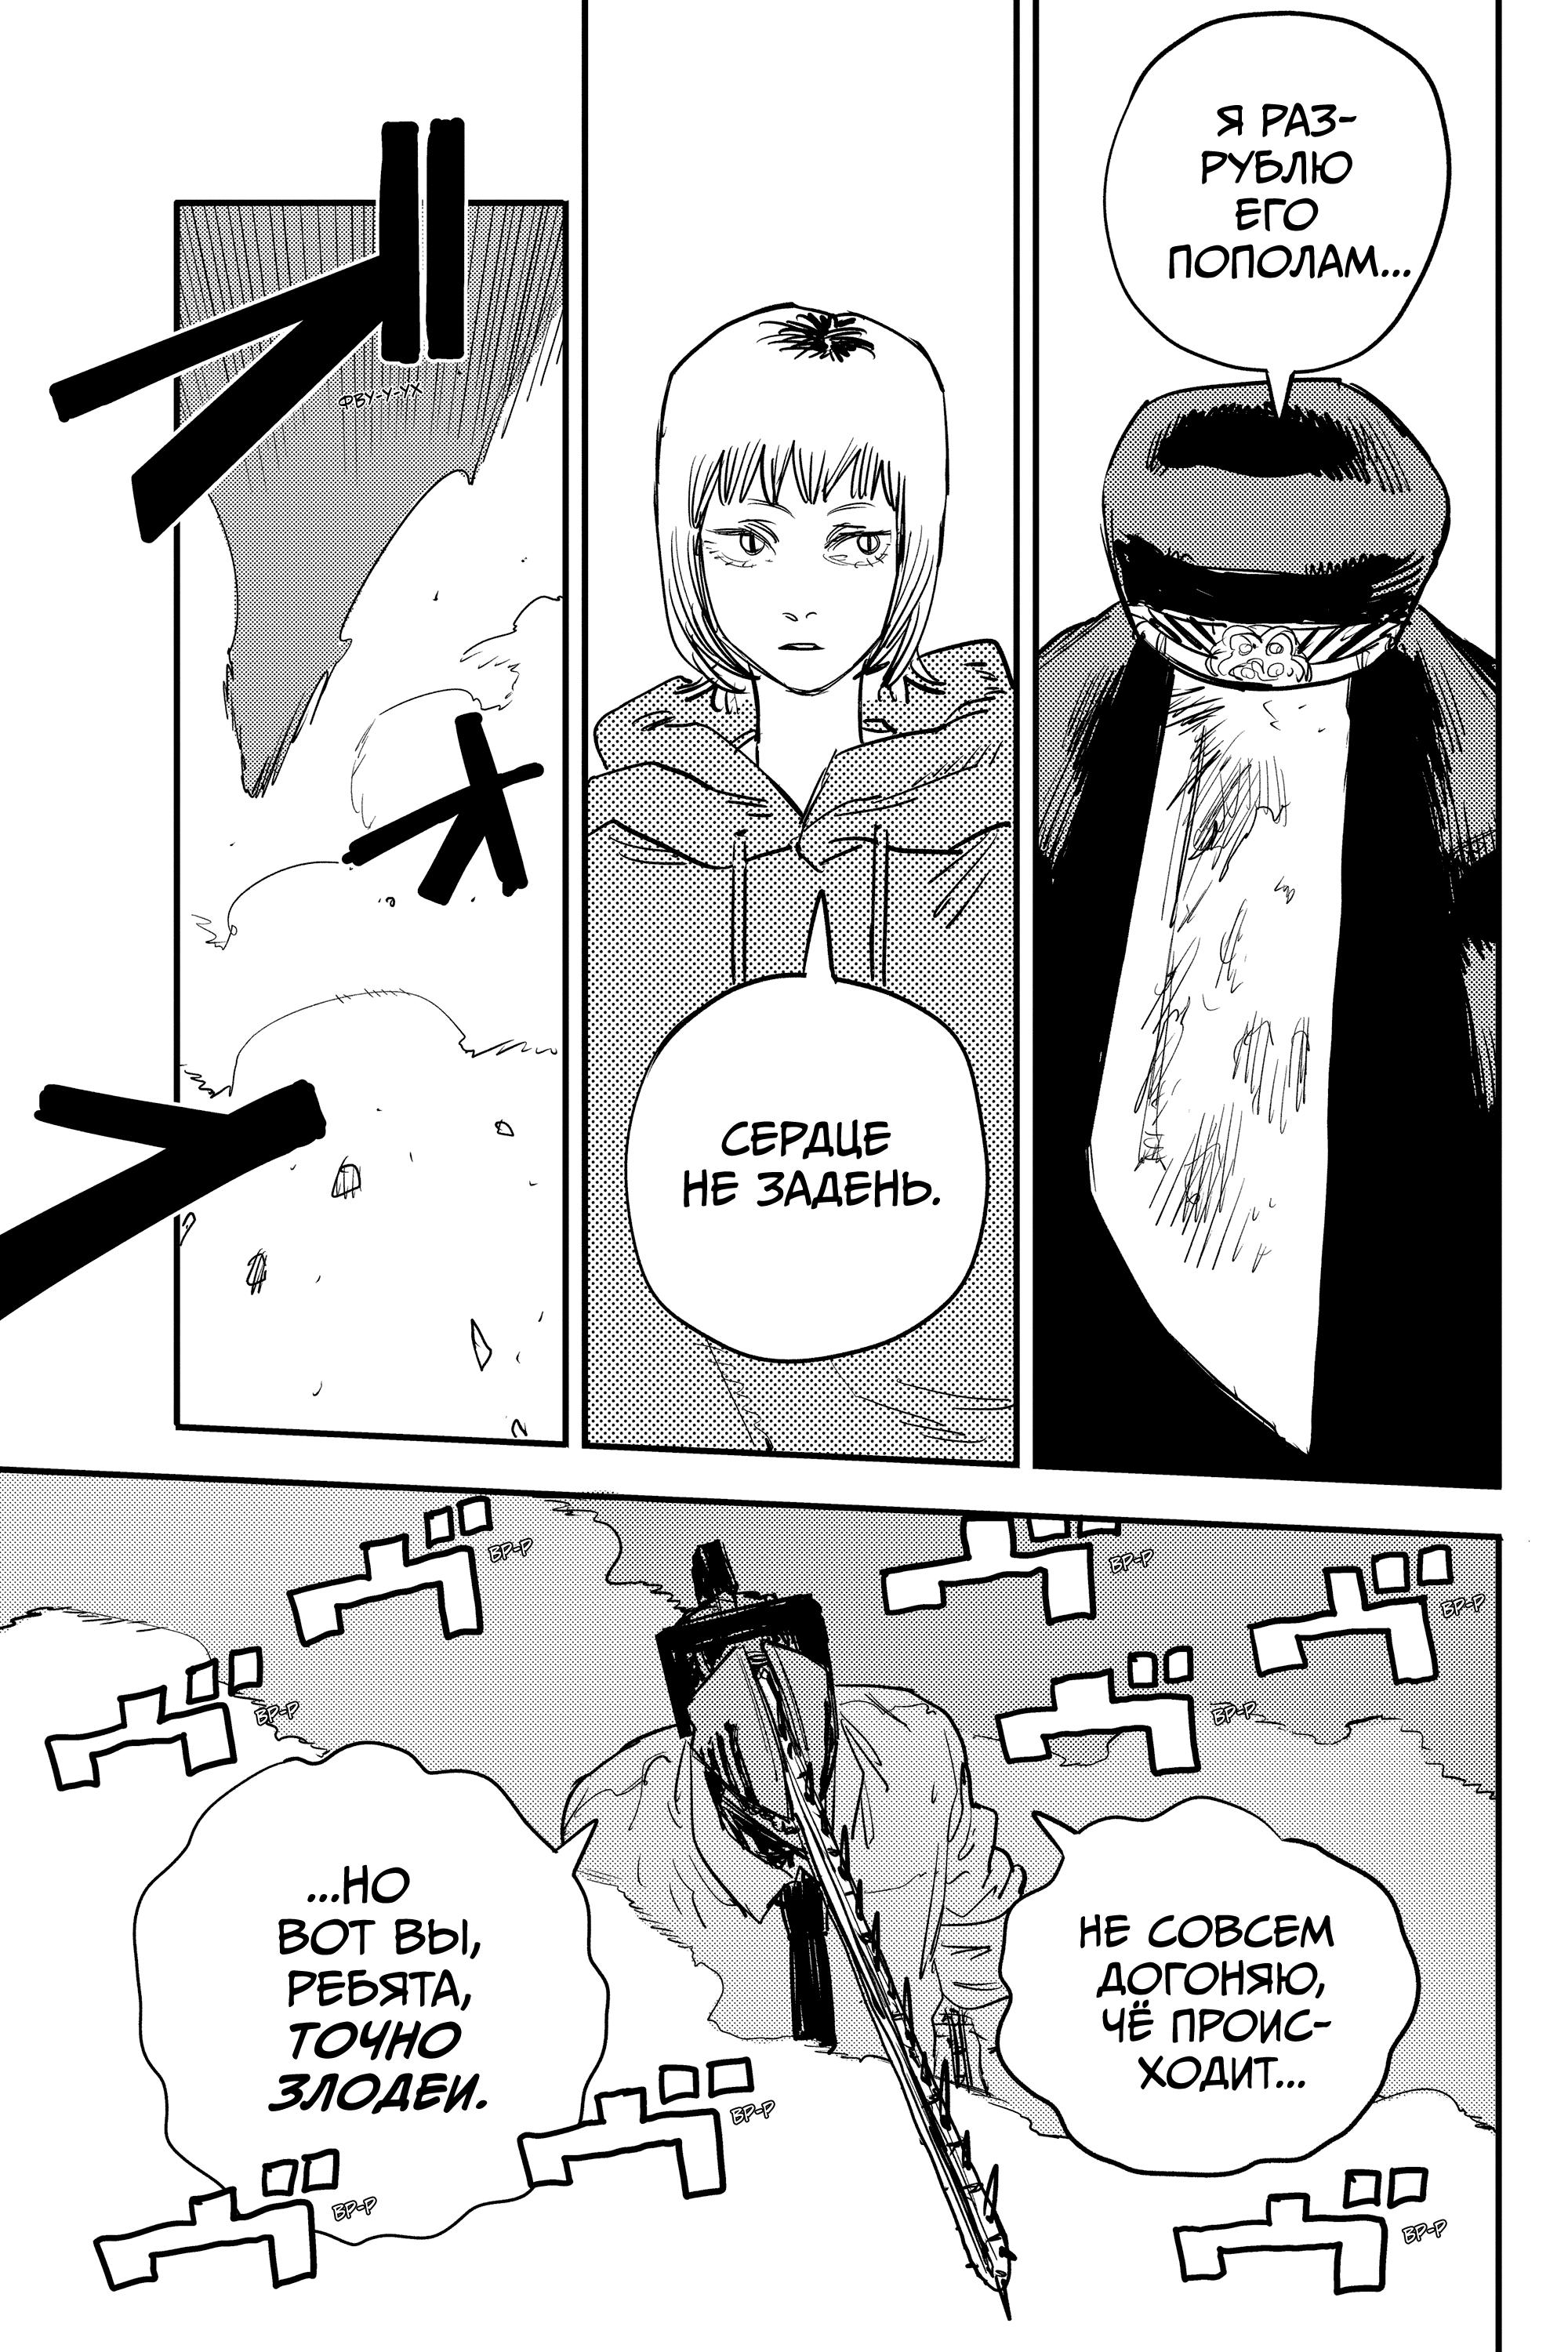 Я РАЗ-
РУБЛЮ
ЕГО
ПОПОЛАМ...
СЕРДЦЕ
НЕ ЗАДЕНЬ.
ФВУ-У-УХ
ВР-Р
ВР-Р
ВР-Р
ВР-Р
ВР-Р
НЕ СОВСЕМ
ДОГОНЯЮ,
ЧЁ ПРОИС-
ХОДИТ...
...НО
ВОТ ВЫ,
РЕБЯТА,
ТОЧНО
ЗЛОДЕИ.
ВР-Р
ВР-Р
ВР-Р